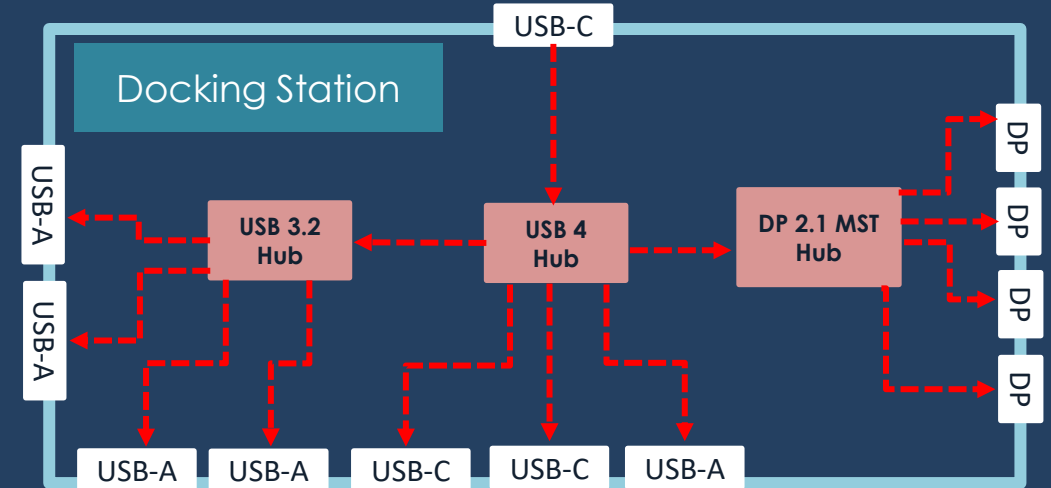 USB-C
Docking Station
DP
USB-A
DP
USB 3.2
Hub
USB 4
Hub
DP 2.1 MST
Hub
DP
USB-A
DP
USB-A
USB-A
USB-C
USB-C
USB-A